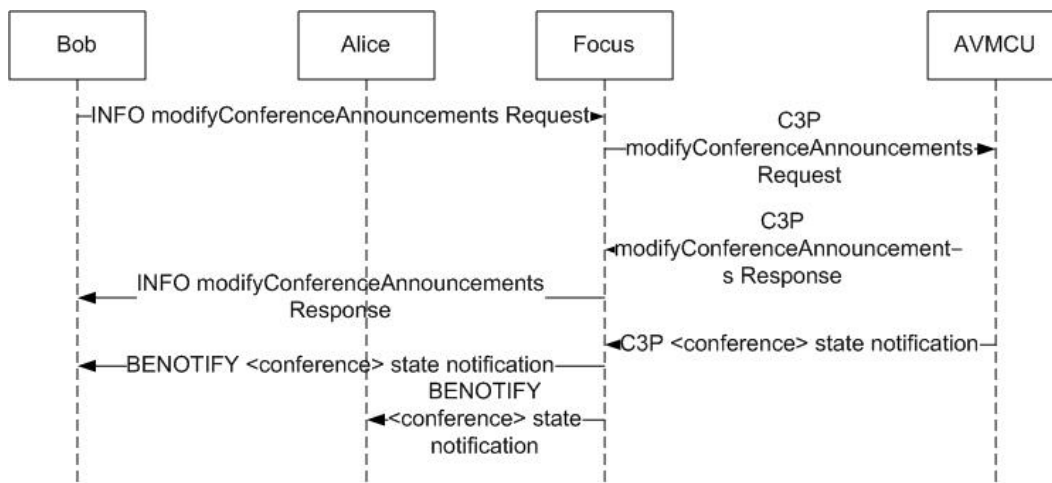 Bob
Alice
Focus
AVMCU
INFO modifyConferenceAnnouncements Request
C3P
modifyConferenceAnnouncements
Request
C3P
modifyConferenceAnnouncement
s Response
INFO modifyConferenceAnnouncements
Response
C3P <conference> state notification
BENOTIFY <conference> state notification
BENOTIFY
<conference> state
notification